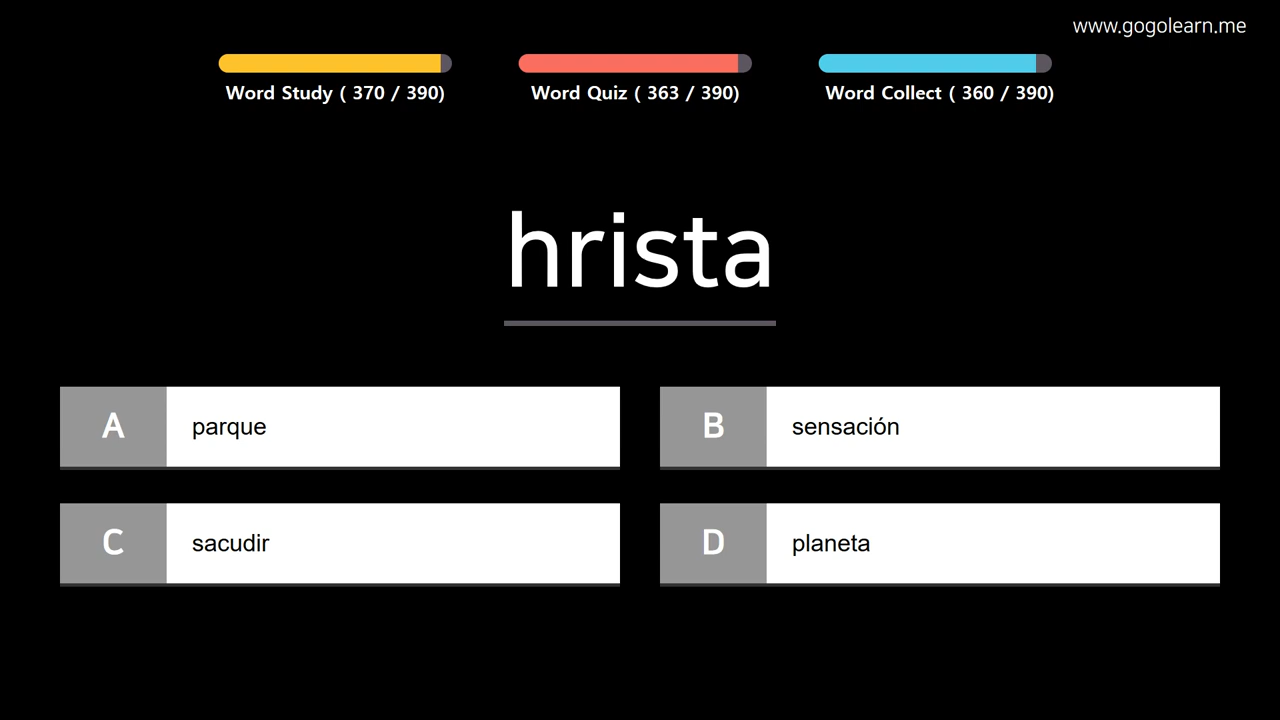 www.gogolearn.me
Word Study ( 370 / 390)
Word Quiz ( 363 / 390)
Word Collect ( 360 / 390)
hrista
A
parque
B
sensación
C
sacudir
D
planeta